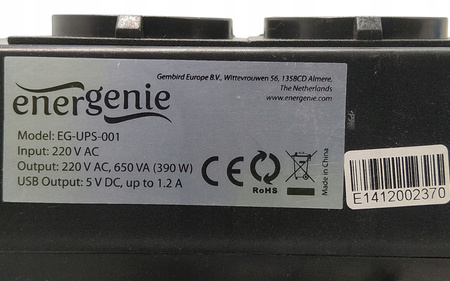 Gembird Europe B.V., Wittevrouwen 56, 1358CD Almere,
The Netherlands
www.energenie.com
energenie
Model: EG-UPS-001
Input: 220 V AC
Output: 220 V AC, 650 VA (390 W)
USB Output: 5 V DC, up to 1.2 A
CE
RoHS
Made in China
E1412002370